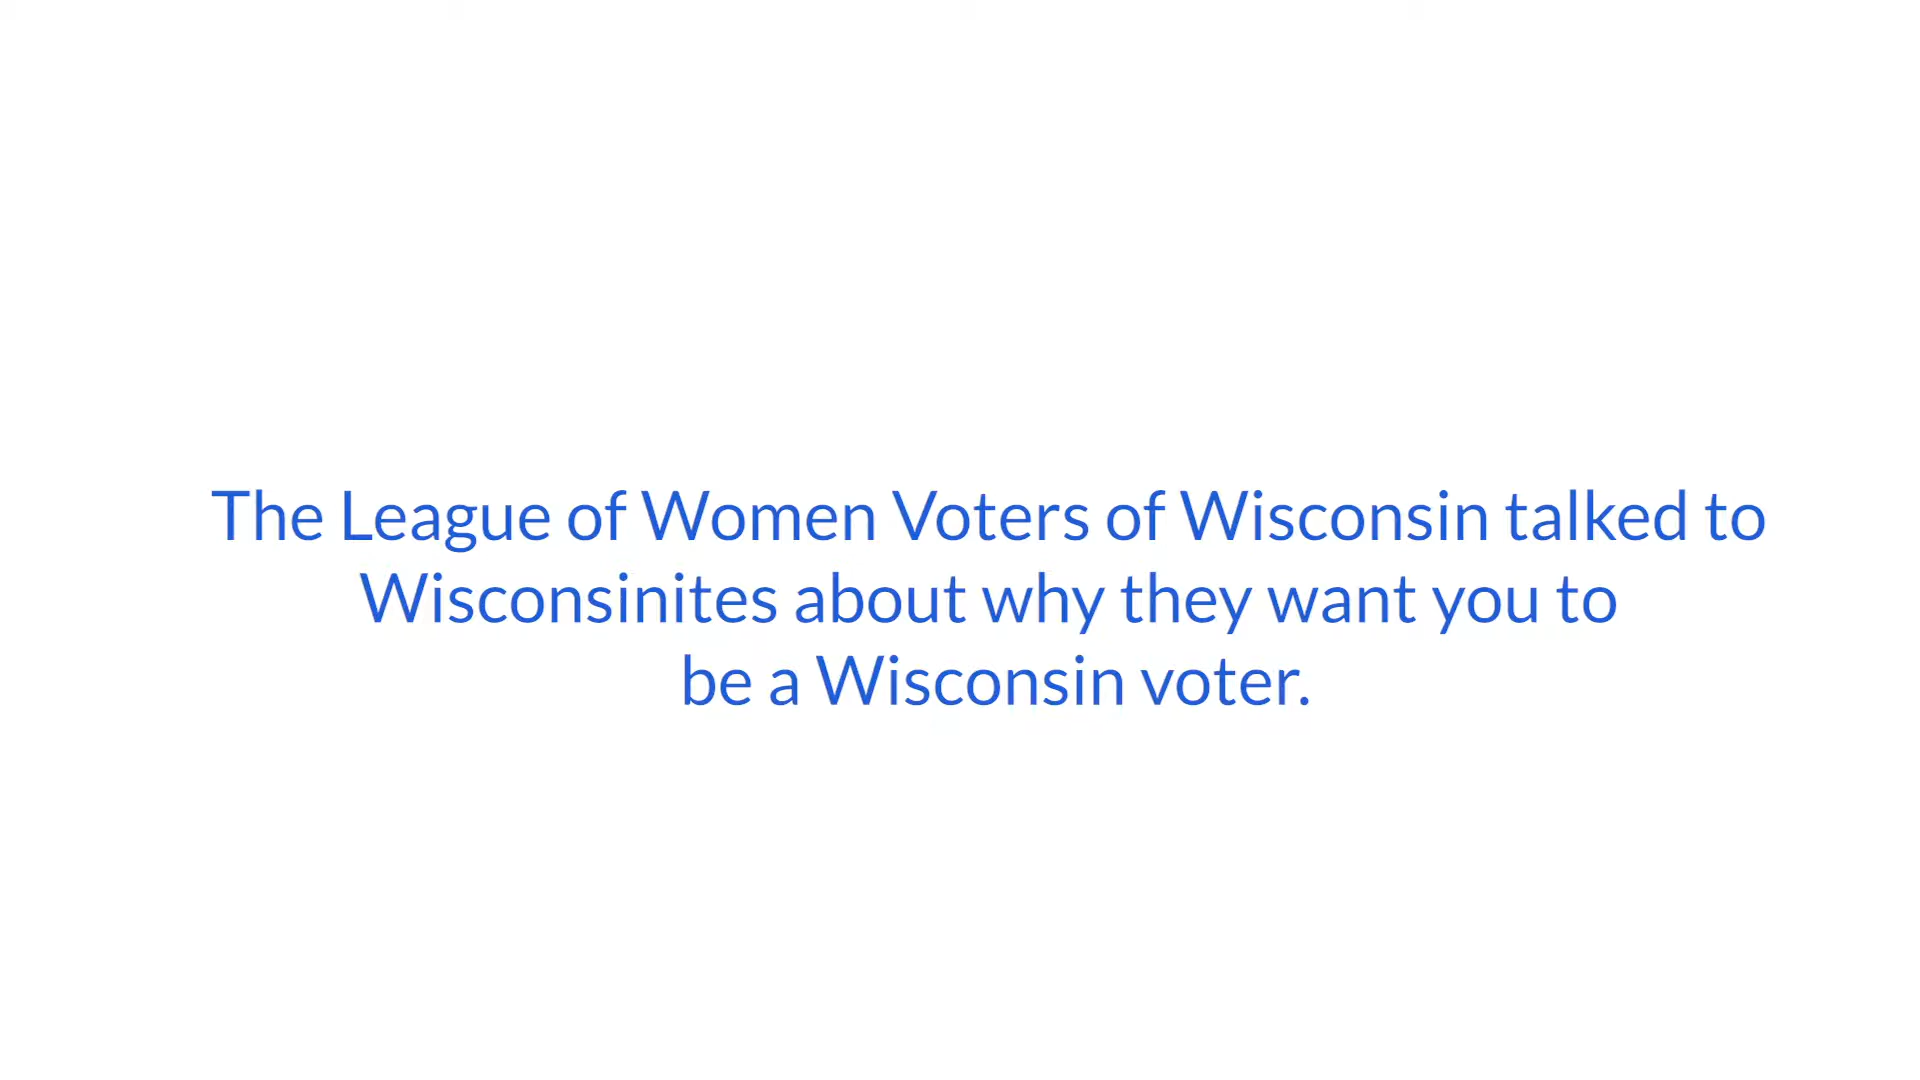 The League of Women Voters of Wisconsin talked to
Wisconsinites about why they want you to
be a Wisconsin voter.